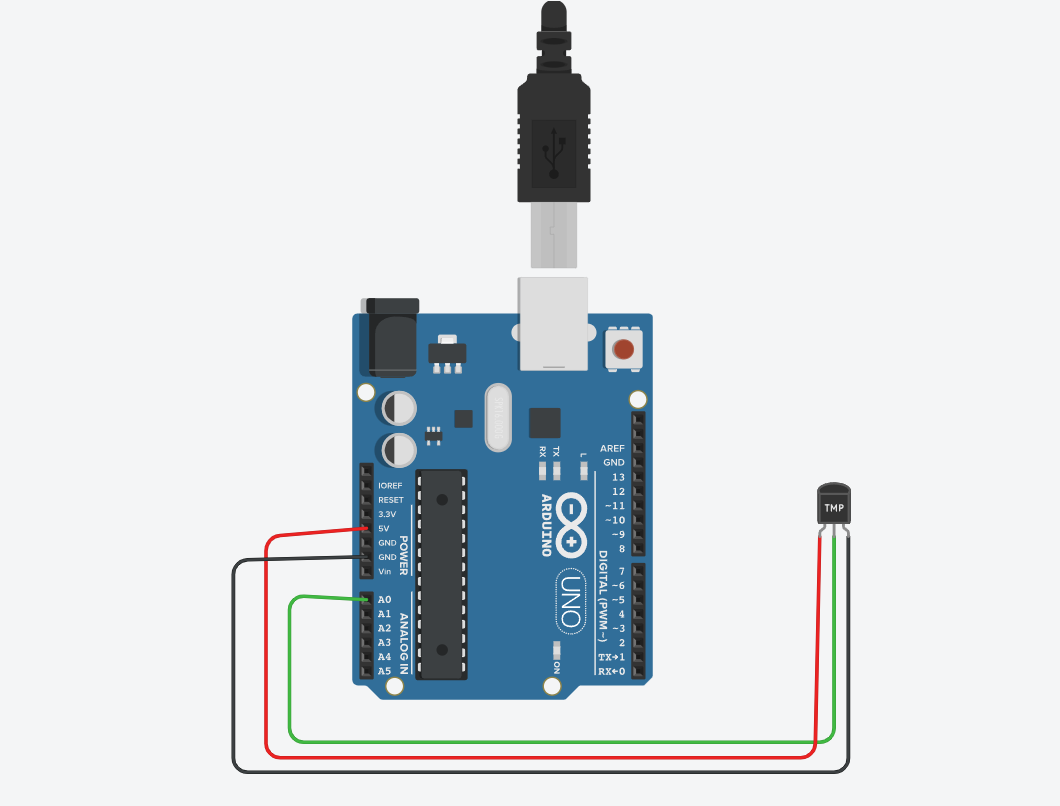 AREF
GND
13
12
~11
~10
~9
8
7
~6
~5
4
~3
2
TX→1
RX←0
DIGITAL (PWM~)
IOREF
RESET
3.3V
5V
GND
GND
Vin
POWER
A0
A1
A2
A3
A4
A5
ANALOG IN
RX
TX
L
ARDUINO
UNO
ON
TMP